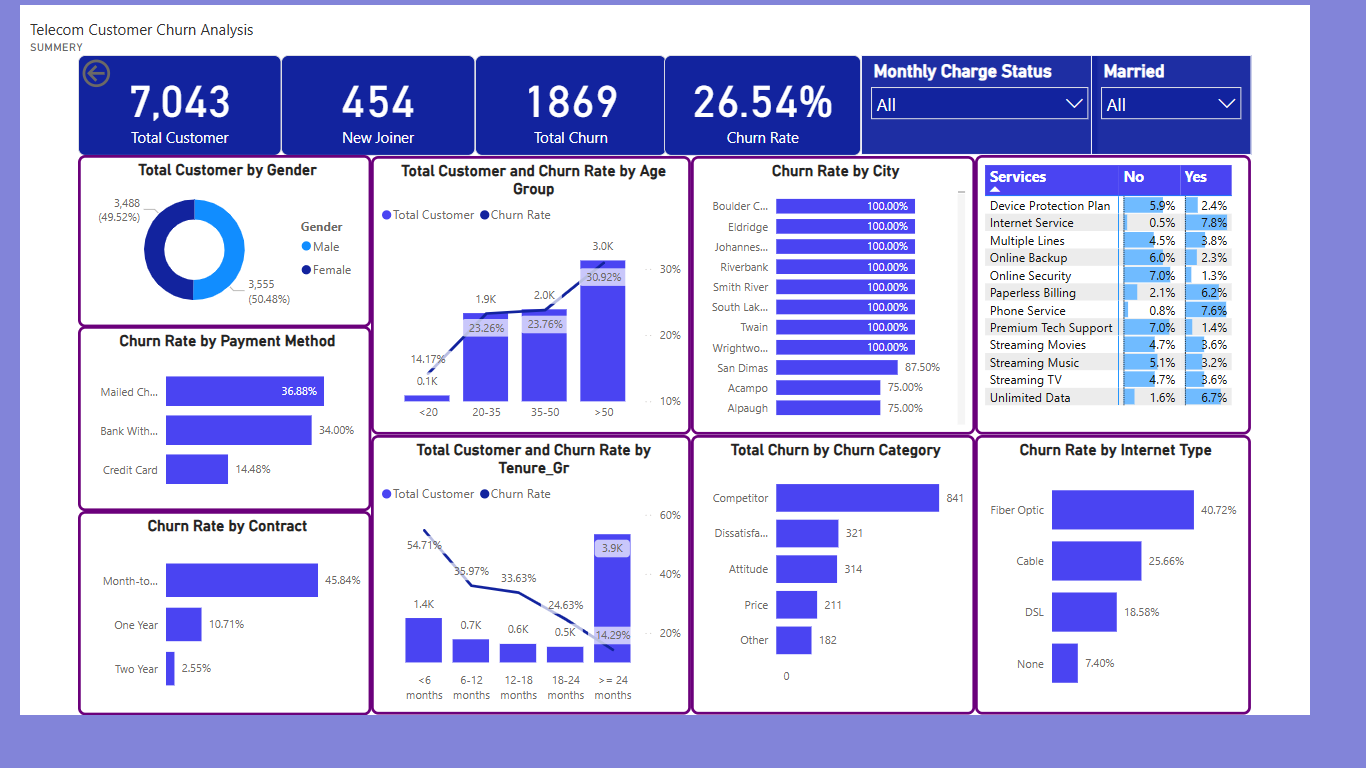 Telecom Customer Churn Analysis
SUMMERY
7,043
Total Customer
454
New Joiner
1869
Total Churn
26.54%
Churn Rate
Monthly Charge Status
All
Married
All
Total Customer by Gender
3,488
(49.52%)
3,555
(50.48%)
Gender
Male
Female
Churn Rate by Payment Method
Mailed Ch... 36.88%
Bank With... 34.00%
Credit Card 14.48%
Churn Rate by Contract
Month-to... 45.84%
One Year 10.71%
Two Year 2.55%
Total Customer and Churn Rate by Age
Group
Total Customer Churn Rate
3.0K
30.92%
1.9K
2.0K
23.26%
23.76%
14.17%
0.1K
30%
20%
10%
<20 20-35 35-50 >50
Total Customer and Churn Rate by
Tenure_Gr
Total Customer Churn Rate
60%
40%
20%
54.71%
35.97%
33.63%
24.63%
14.29%
1.4K
0.7K
0.6K
0.5K
3.9K
<6 6-12 12-18 18-24 >= 24
months months months months months
Churn Rate by City
Boulder C... 100.00%
Eldridge 100.00%
Johannes... 100.00%
Riverbank 100.00%
Smith River 100.00%
South Lak... 100.00%
Twain 100.00%
Wrightwo... 100.00%
San Dimas 87.50%
Acampo 75.00%
Alpaugh 75.00%
Total Churn by Churn Category
Competitor 841
Dissatisfa... 321
Attitude 314
Price 211
Other 182
0
Services No Yes
Device Protection Plan 5.9% 2.4%
Internet Service 0.5% 7.8%
Multiple Lines 4.5% 3.8%
Online Backup 6.0% 2.3%
Online Security 7.0% 1.3%
Paperless Billing 2.1% 6.2%
Phone Service 0.8% 7.6%
Premium Tech Support 7.0% 1.4%
Streaming Movies 4.7% 3.6%
Streaming Music 5.1% 3.2%
Streaming TV 4.7% 3.6%
Unlimited Data 1.6% 6.7%
Churn Rate by Internet Type
Fiber Optic 40.72%
Cable 25.66%
DSL 18.58%
None 7.40%